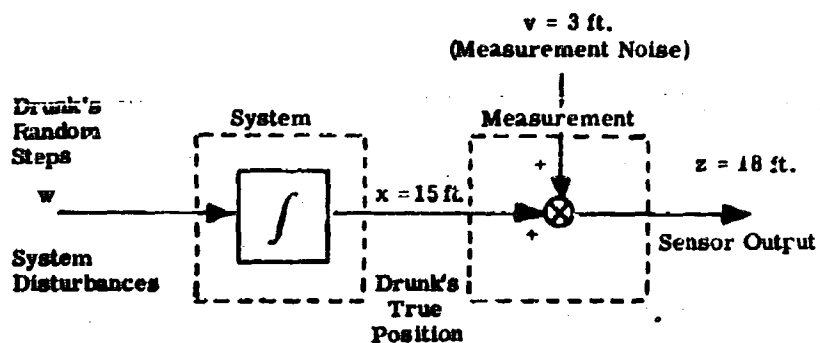 v = 3 ft.
(Measurement Noise)
Drunk's
Random
Steps
System
Measurement
w
∫
x = 15 ft.
+
+
z = 18 ft.
Sensor Output
System
Disturbances
Drunk's
True
Position